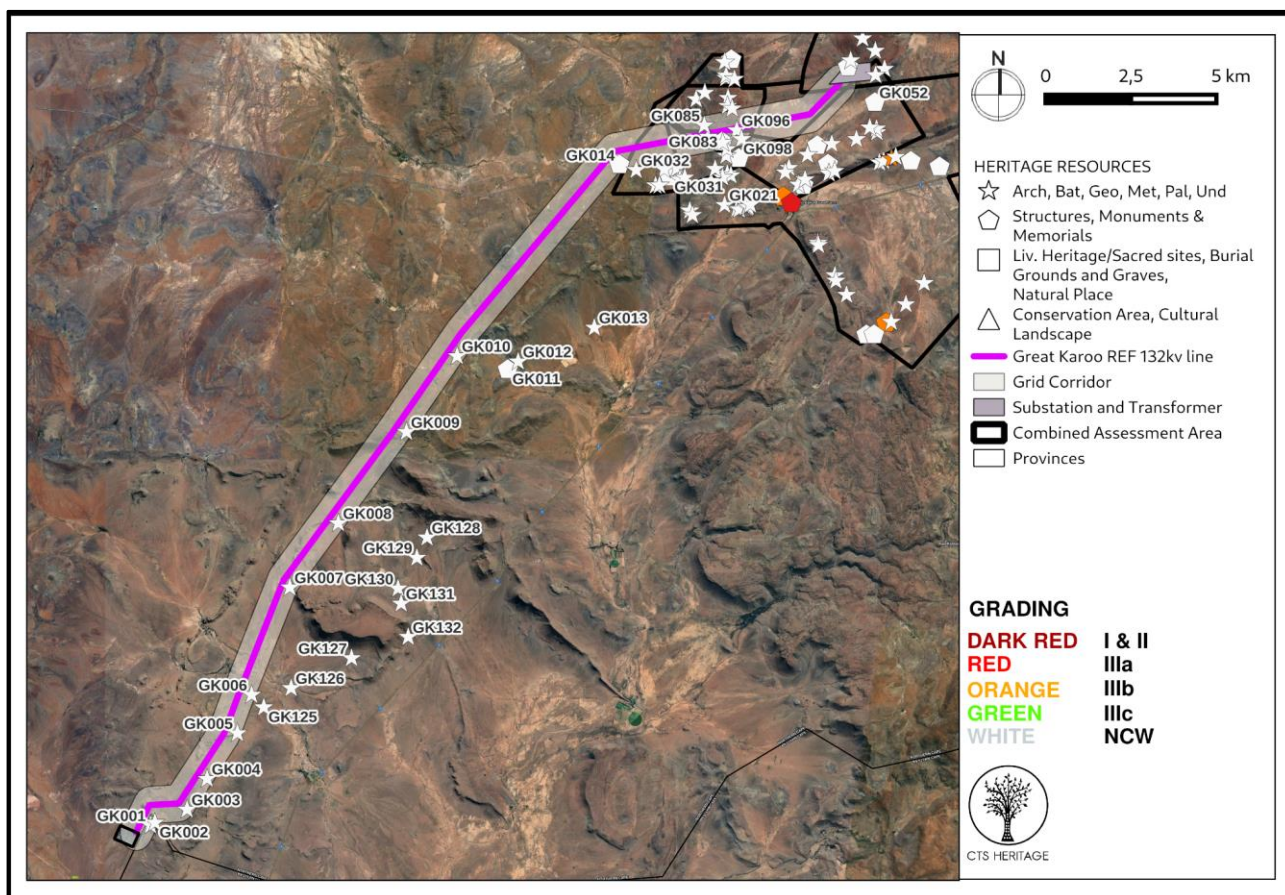 GK052
GK085
GK096
GK083
GK098
GK014
GK032
GK031
GK021
GK013
GK010
GK012
GK011
GK009
GK008
GK128
GK129
GK007
GK130
GK131
GK132
GK127
GK006
GK126
GK125
GK005
GK004
GK003
GK001
GK002
N
0 2,5 5 km
HERITAGE RESOURCES
Arch, Bat, Geo, Met, Pal, Und
Structures, Monuments &
Memorials
Liv. Heritage/Sacred sites, Burial
Grounds and Graves,
Natural Place
Conservation Area, Cultural
Landscape
Great Karoo REF 132kv line
Grid Corridor
Substation and Transformer
Combined Assessment Area
Provinces
GRADING
DARK RED I & II
RED IIIa
ORANGE IIIb
GREEN IIIc
WHITE NCW
CTS HERITAGE